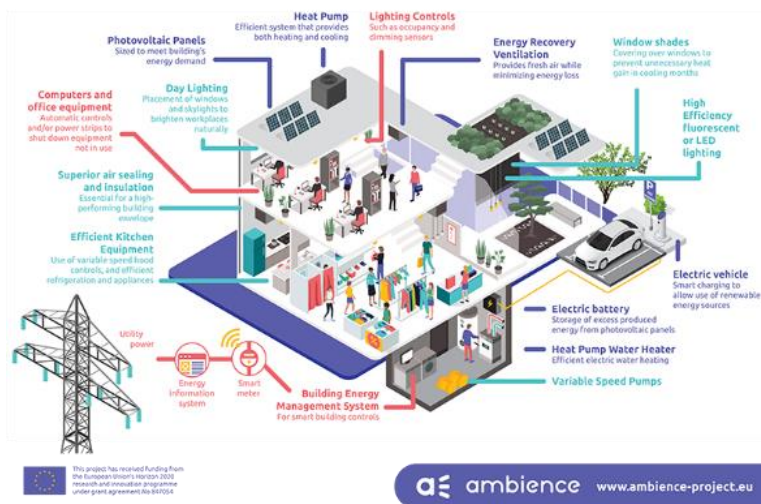 Heat Pump
Efficient system that provides
both heating and cooling
Lighting Controls
Such as occupancy and
dimming sensors
Photovoltaic Panels
Sized to meet building's
energy demand
Energy Recovery
Ventilation
Provides fresh air while
minimizing energy loss
Window shades
Covering over windows to
prevent unnecessary heat
gain in cooling months
Computers and
office equipment
Automatic controls
and/or power strips to
shut down equipment
not in use
Day Lighting
Placement of windows
and skylights to
brighten workplaces
naturally
High
Efficiency
fluorescent
or LED
lighting
Superior air sealing
and insulation
Essential for a high-
performing building
envelope
Efficient Kitchen
Equipment
Use of variable speed hood
controls, and efficient
refrigeration and appliances
Electric vehicle
Smart charging to
allow use of renewable
energy sources
Electric battery
Storage of excess produced
energy from photovoltaic panels
Heat Pump Water Heater
Efficient electric water heating
Variable Speed Pumps
Utility
power
Energy
information
system
Smart
meter
Building Energy
Management System
For smart building controls
This project has received funding from
the European Union's Horizon 2020
research and innovation programme
under grant agreement No 847054
ambience
www.ambience-project.eu